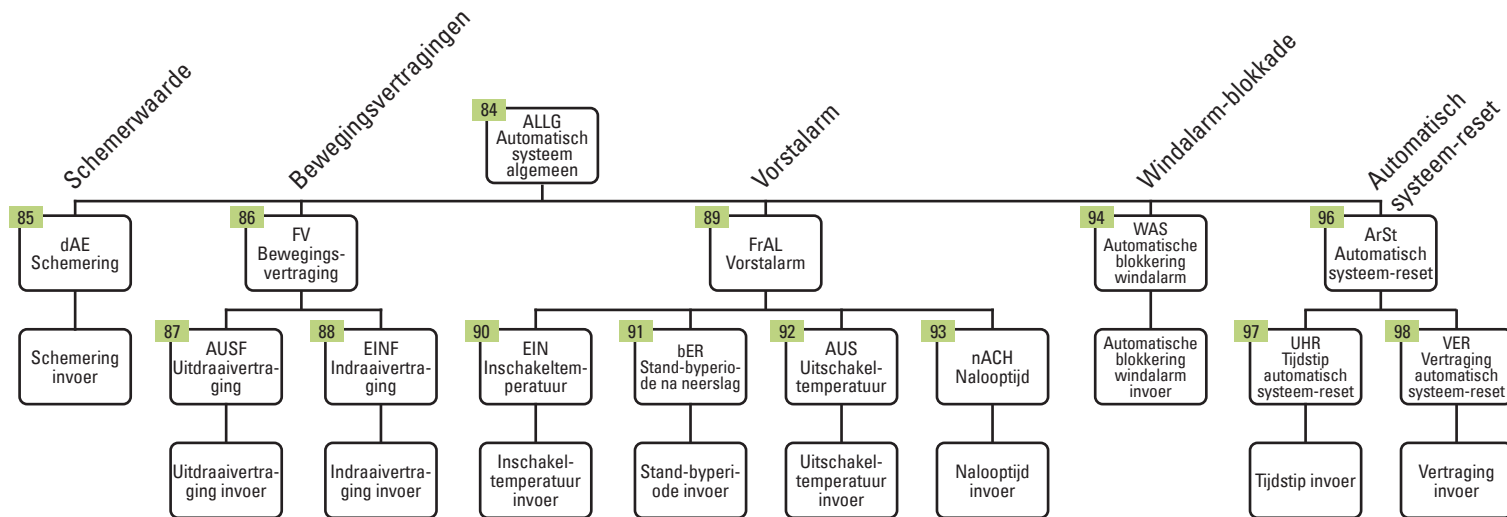 Schemerwaarde
Bewegingsvertragingen
Vorstalarm
Windalarm-blokkade
Automatisch
systeem-reset
84
ALLG
Automatisch
systeem
algemeen
85
dAE
Schemering
86
FV
Bewegings-
vertraging
89
FrAL
Vorstalarm
94
WAS
Automatische
blokkering
windalarm
96
ArSt
Automatisch
systeem-reset
Schemering
invoer
87
AUSF
Uitdraaivertra-
ging
88
EINF
Indraaivertra-
ging
90
EIN
Inschakeltem-
peratuur
91
bER
Stand-byperio-
de na neerslag
92
AUS
Uitschakel-
temperatuur
93
nACH
Nalooptijd
Automatische
blokkering
windalarm
invoer
97
UHR
Tijdstip
automatisch
systeem-reset
98
VER
Vertraging
automatisch
systeem-reset
Uitdraaivertra-
ging invoer
Indraaivertra-
ging invoer
Inschakel-
temperatuur
invoer
Stand-byperi-
ode invoer
Uitschakel-
temperatuur
invoer
Nalooptijd
invoer
Tijdstip invoer
Vertraging
invoer